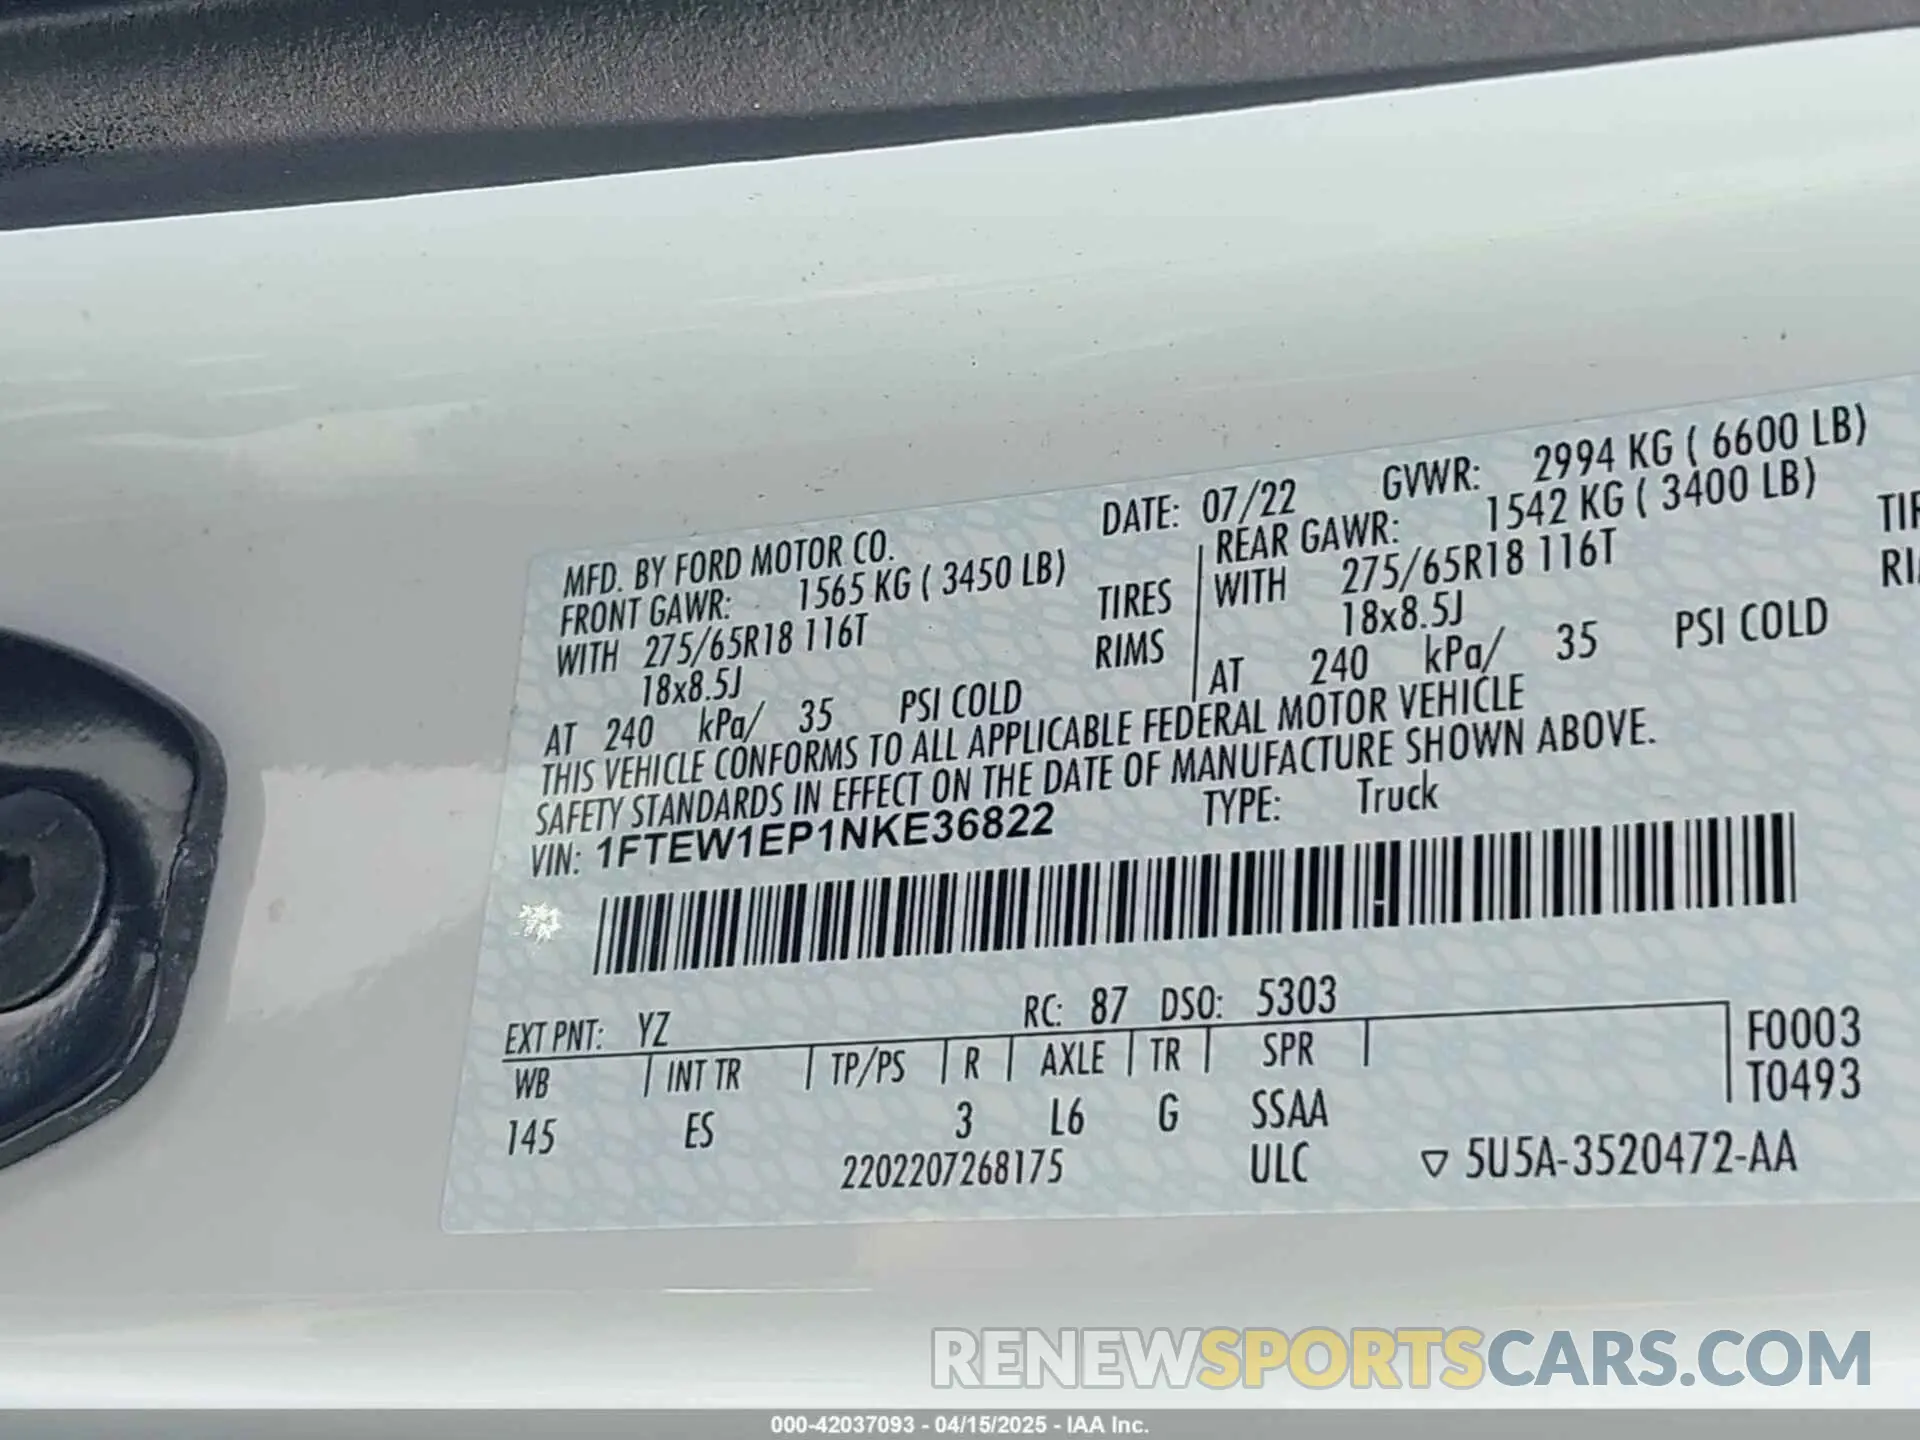 MFD. BY FORD MOTOR CO. DATE: 07/22 GVWR: 2994 KG ( 6600 LB)
FRONT GAWR: 1565 KG ( 3450 LB) REAR GAWR: 1542 KG ( 3400 LB)
WITH 275/65R18 116T TIRES WITH 275/65R18 116T
18x8.5J RIMS 18x8.5J
AT 240 kPa/ 35 PSI COLD AT 240 kPa/ 35 PSI COLD
THIS VEHICLE CONFORMS TO ALL APPLICABLE FEDERAL MOTOR VEHICLE
SAFETY STANDARDS IN EFFECT ON THE DATE OF MANUFACTURE SHOWN ABOVE.
VIN: 1FTEW1EP1NKE36822 TYPE: Truck
EXT PNT: YZ RC: 87 DSO: 5303
WB INT TR TP/PS R AXLE TR SPR F0003
145 ES 3 L6 G SSAA T0493
2202207268175 ULC ▽ 5U5A-3520472-AA
RENEWSPORTSCARS.COM
000-42037093 - 04/15/2025 - IAA Inc.